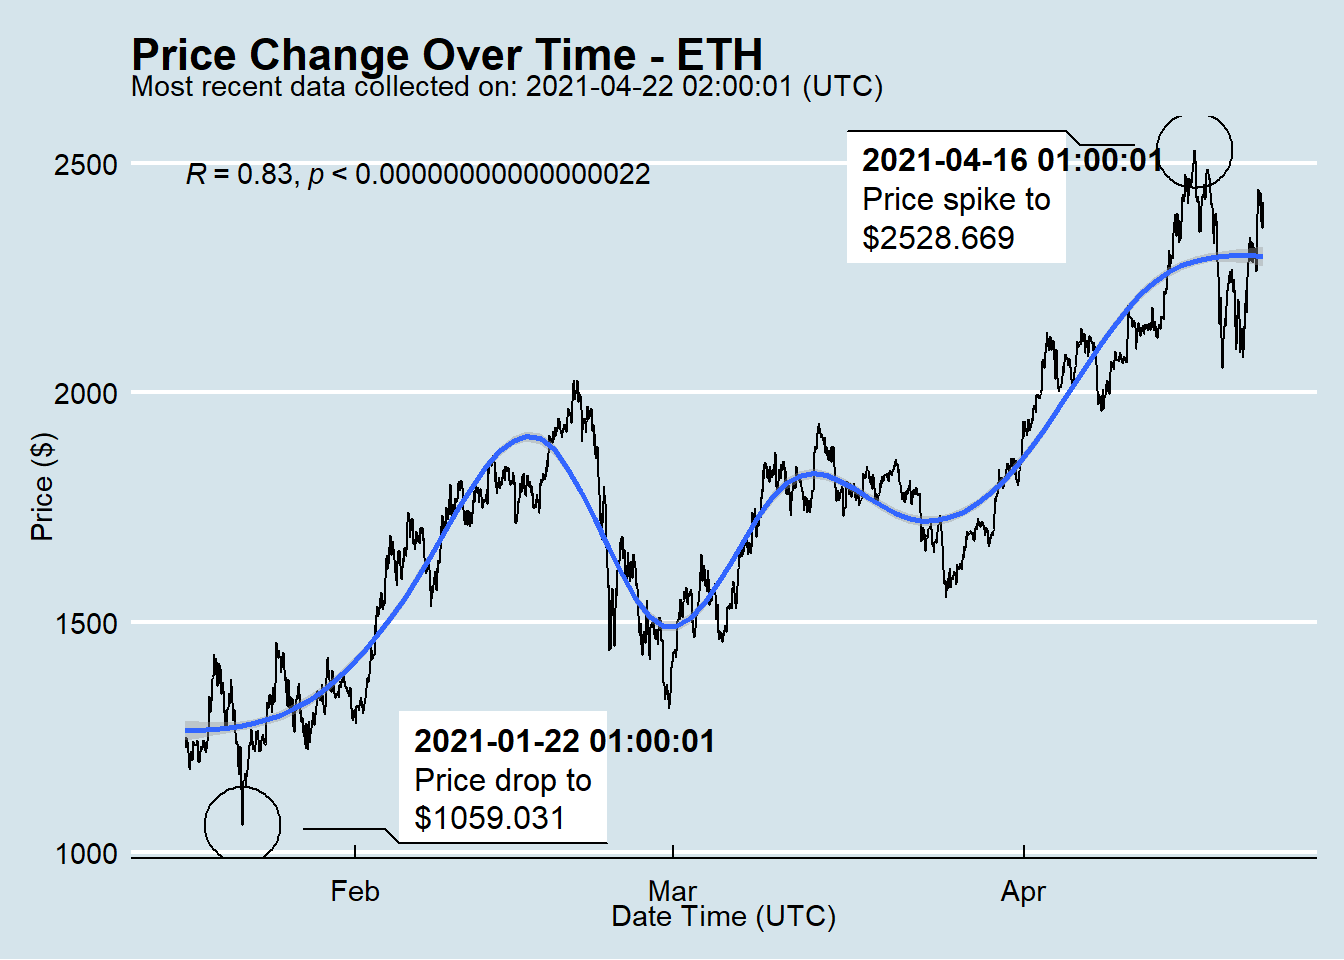 Price Change Over Time - ETH
Most recent data collected on: 2021-04-22 02:00:01 (UTC)
R = 0.83, p < 0.00000000000000022
2021-04-16 01:00:01
Price spike to
$2528.669
2500
2000
1500
1000
Price ($)
2021-01-22 01:00:01
Price drop to
$1059.031
Feb
Mar
Apr
Date Time (UTC)